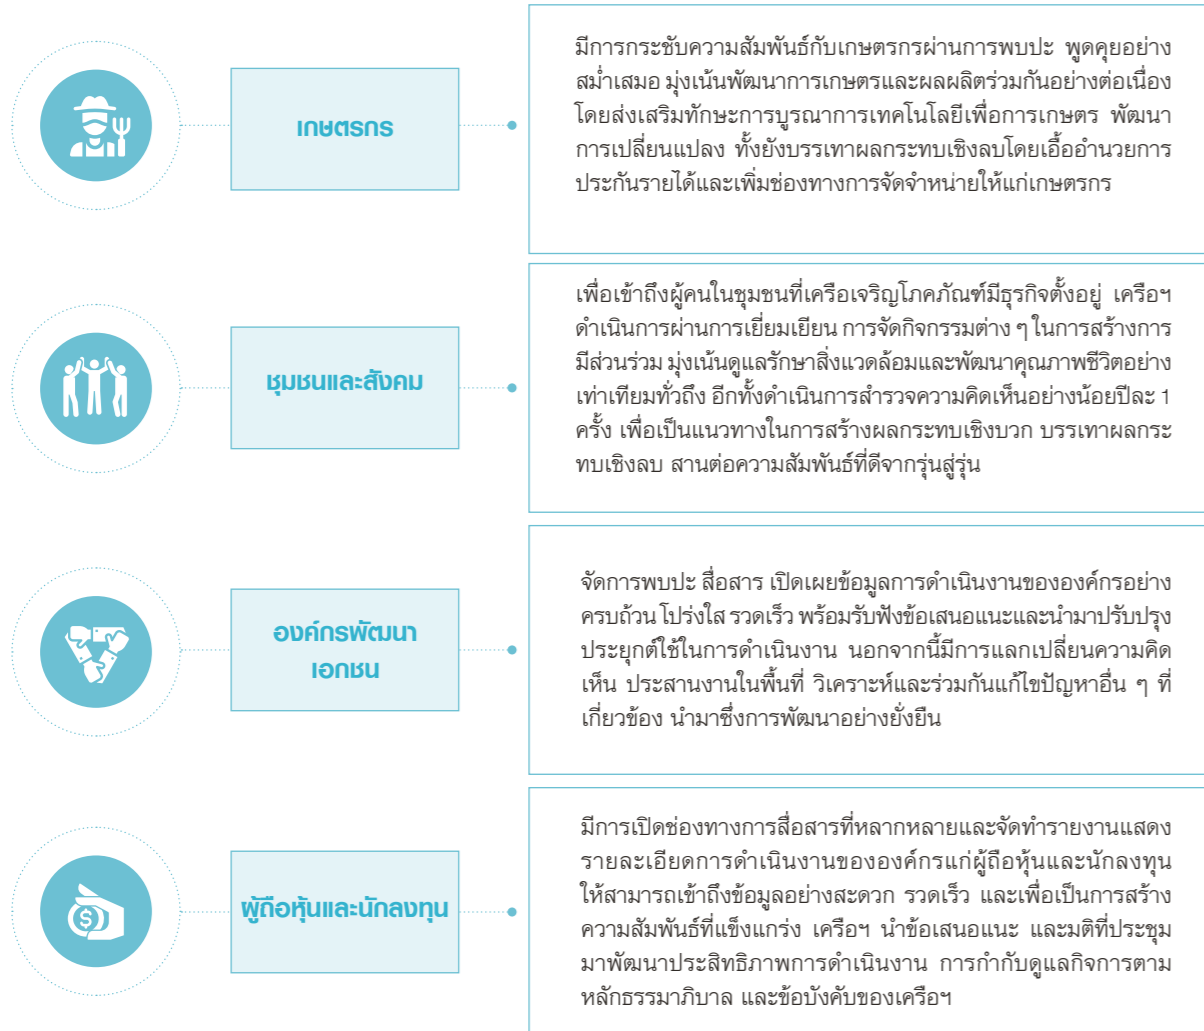 เกษตรกร
มีการกระชับความสัมพันธ์กับเกษตรกรผ่านการพบปะ พูดคุยอย่าง
สม่ำเสมอ มุ่งเน้นพัฒนาการเกษตรและผลผลิตร่วมกันอย่างต่อเนื่อง
โดยส่งเสริมทักษะการบูรณาการเทคโนโลยีเพื่อการเกษตร พัฒนา
การเปลี่ยนแปลง ทั้งยังบรรเทาผลกระทบเชิงลบโดยเอื้ออำนวยการ
ประกันรายได้และเพิ่มช่องทางการจัดจำหน่ายให้แก่เกษตรกร
ชุมชนและสังคม
เพื่อเข้าถึงผู้คนในชุมชนที่เครือเจริญโภคภัณฑ์มีธุรกิจตั้งอยู่ เครือฯ
ดำเนินการผ่านการเยี่ยมเยียน การจัดกิจกรรมต่าง ๆ ในการสร้างการ
มีส่วนร่วม มุ่งเน้นดูแลรักษาสิ่งแวดล้อมและพัฒนาคุณภาพชีวิตอย่าง
เท่าเทียมทั่วถึง อีกทั้งดำเนินการสำรวจความคิดเห็นอย่างน้อยปีละ 1
ครั้ง เพื่อเป็นแนวทางในการสร้างผลกระทบเชิงบวก บรรเทาผลกระ
ทบเชิงลบ สานต่อความสัมพันธ์ที่ดีจากรุ่นสู่รุ่น
องค์กรพัฒนา
เอกชน
จัดการพบปะ สื่อสาร เปิดเผยข้อมูลการดำเนินงานขององค์กรอย่าง
ครบถ้วน โปร่งใส รวดเร็ว พร้อมรับฟังข้อเสนอแนะและนำมาปรับปรุง
ประยุกต์ใช้ในการดำเนินงาน นอกจากนี้มีการแลกเปลี่ยนความคิด
เห็น ประสานงานในพื้นที่ วิเคราะห์และร่วมกันแก้ไขปัญหาอื่น ๆ ที่
เกี่ยวข้อง นำมาซึ่งการพัฒนาอย่างยั่งยืน
ผู้ถือหุ้นและนักลงทุน
มีการเปิดช่องทางการสื่อสารที่หลากหลายและจัดทำรายงานแสดง
รายละเอียดการดำเนินงานขององค์กรแก่ผู้ถือหุ้นและนักลงทุน
ให้สามารถเข้าถึงข้อมูลอย่างสะดวก รวดเร็ว และเพื่อเป็นการสร้าง
ความสัมพันธ์ที่แข็งแกร่ง เครือฯ นำข้อเสนอแนะ และมติที่ประชุม
มาพัฒนาประสิทธิภาพการดำเนินงาน การกำกับดูแลกิจการตาม
หลักธรรมาภิบาล และข้อบังคับของเครือฯ